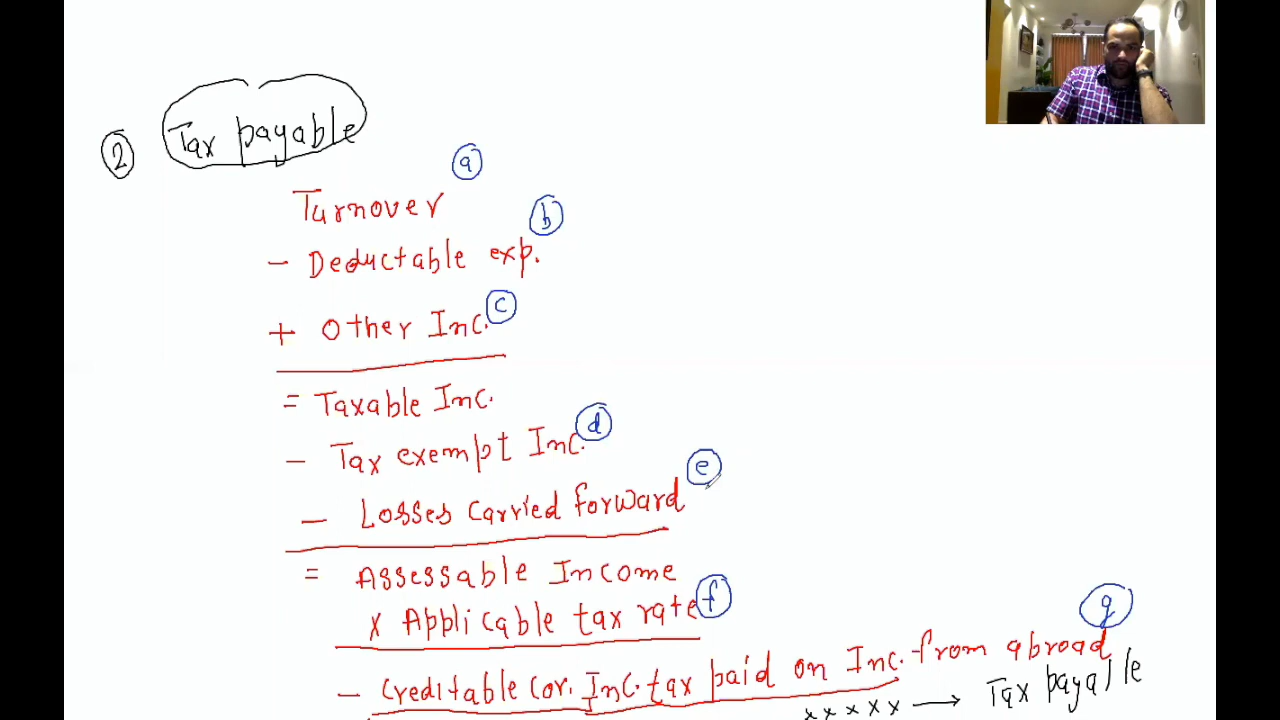 ② Tax payable
Turnover ⓐ
- Deductable exp. ⓑ
+ Other Inc. ⓒ
= Taxable Inc.
- Tax exempt Inc. ⓓ
- Losses carried forward ⓔ
= Assessable Income
x Applicable tax rate ⓕ
- Creditable cor. Inc. tax paid on Inc. from abroad ⓖ
x x x x x → Tax payable